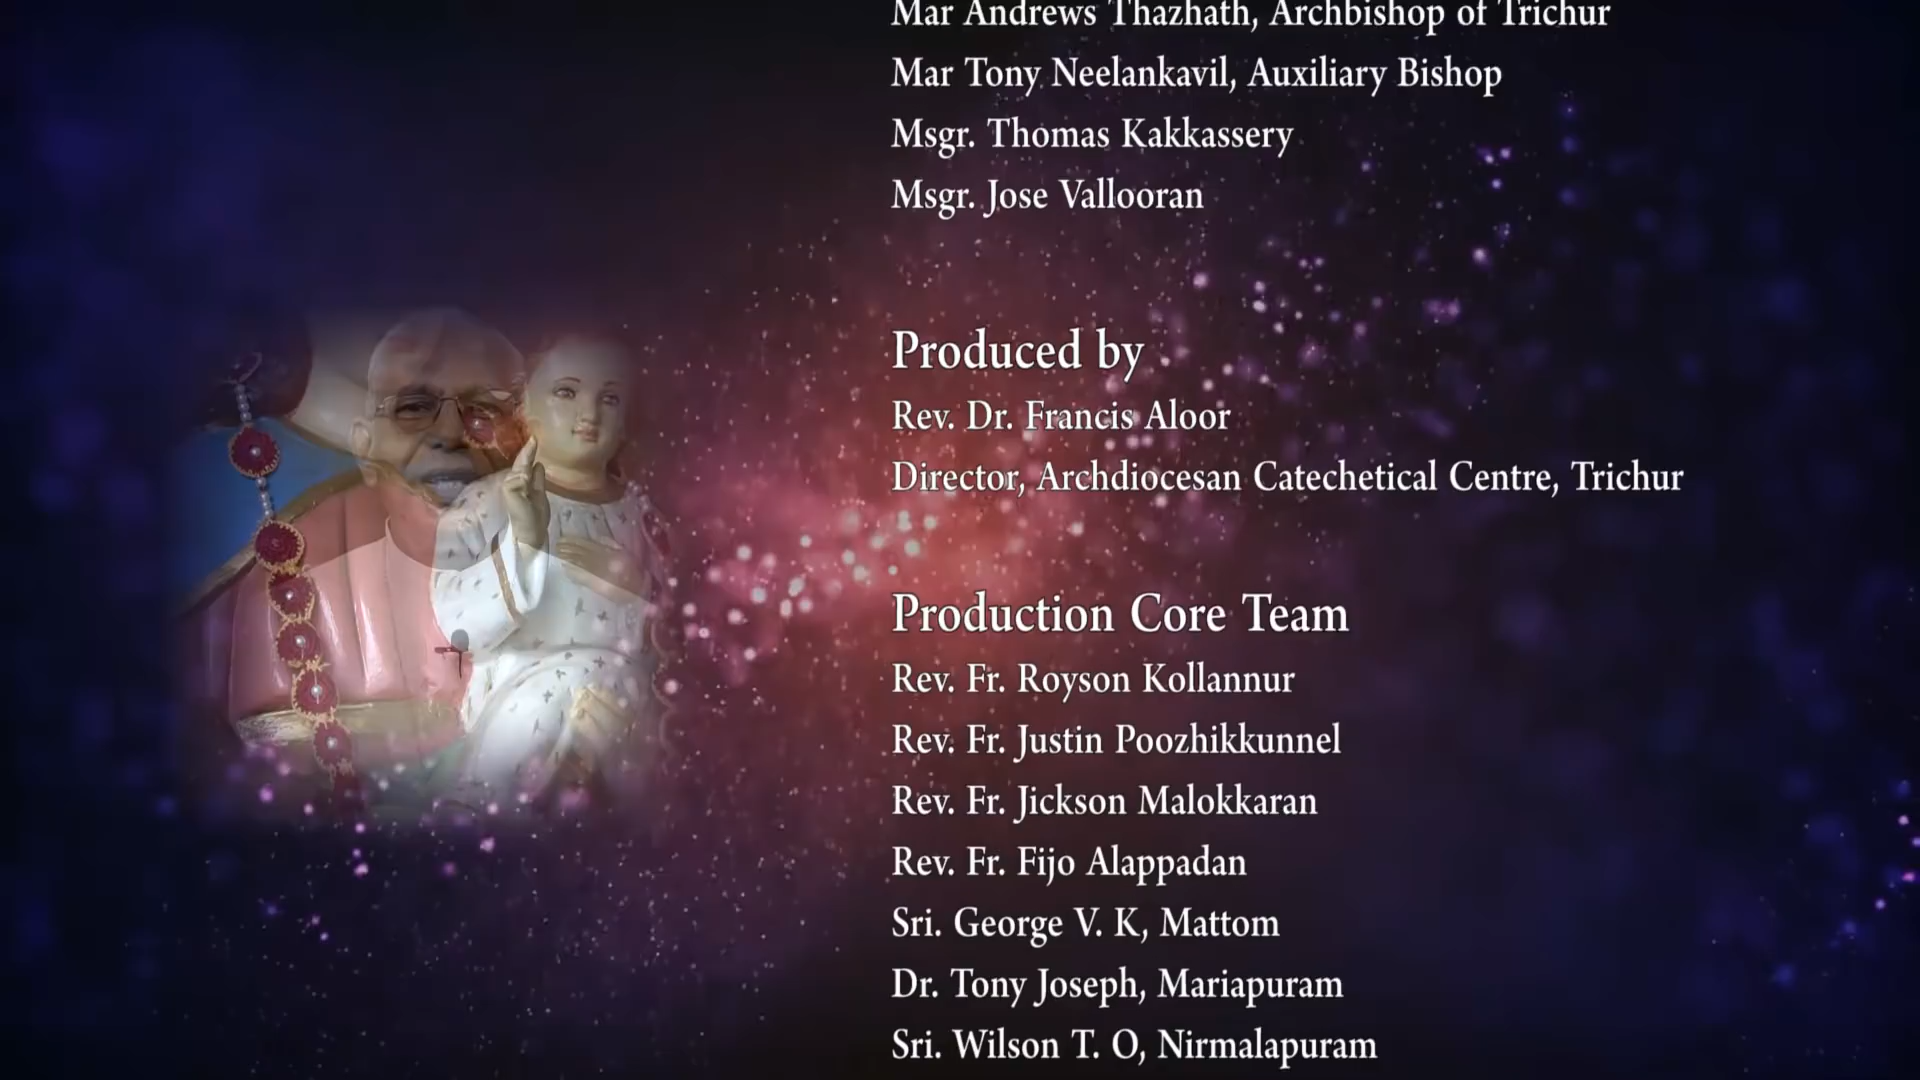 Mar Andrews Thazhath, Archbishop of Trichur
Mar Tony Neelankavil, Auxiliary Bishop
Msgr. Thomas Kakkassery
Msgr. Jose Vallooran
Produced by
Rev. Dr. Francis Aloor
Director, Archdiocesan Catechetical Centre, Trichur
Production Core Team
Rev. Fr. Royson Kollannur
Rev. Fr. Justin Poozhikkunnel
Rev. Fr. Jickson Malokkaran
Rev. Fr. Fijo Alappadan
Sri. George V. K, Mattom
Dr. Tony Joseph, Mariapuram
Sri. Wilson T. O, Nirmalapuram